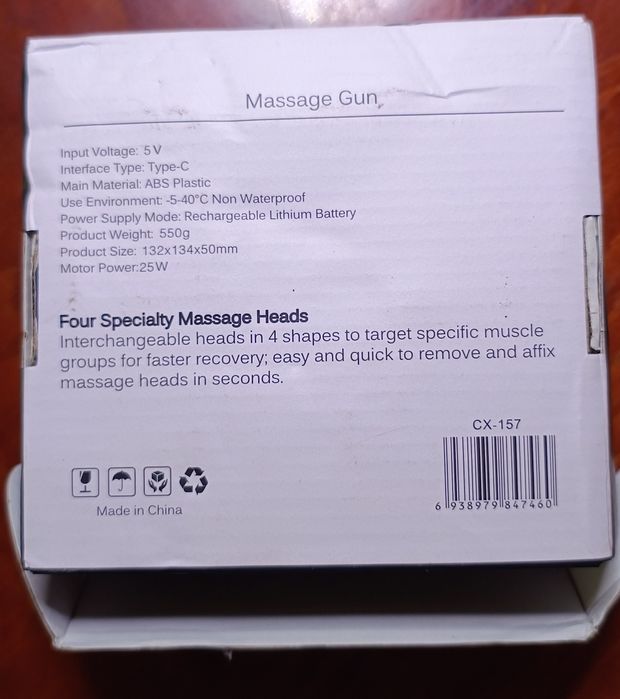 Massage Gun
Input Voltage: 5V
Interface Type: Type-C
Main Material: ABS Plastic
Use Environment: -5-40°C Non Waterproof
Power Supply Mode: Rechargeable Lithium Battery
Product Weight: 550g
Product Size: 132x134x50mm
Motor Power:25W
Four Specialty Massage Heads
Interchangeable heads in 4 shapes to target specific muscle
groups for faster recovery; easy and quick to remove and affix
massage heads in seconds.
CX-157
6 938979 847460
Made in China